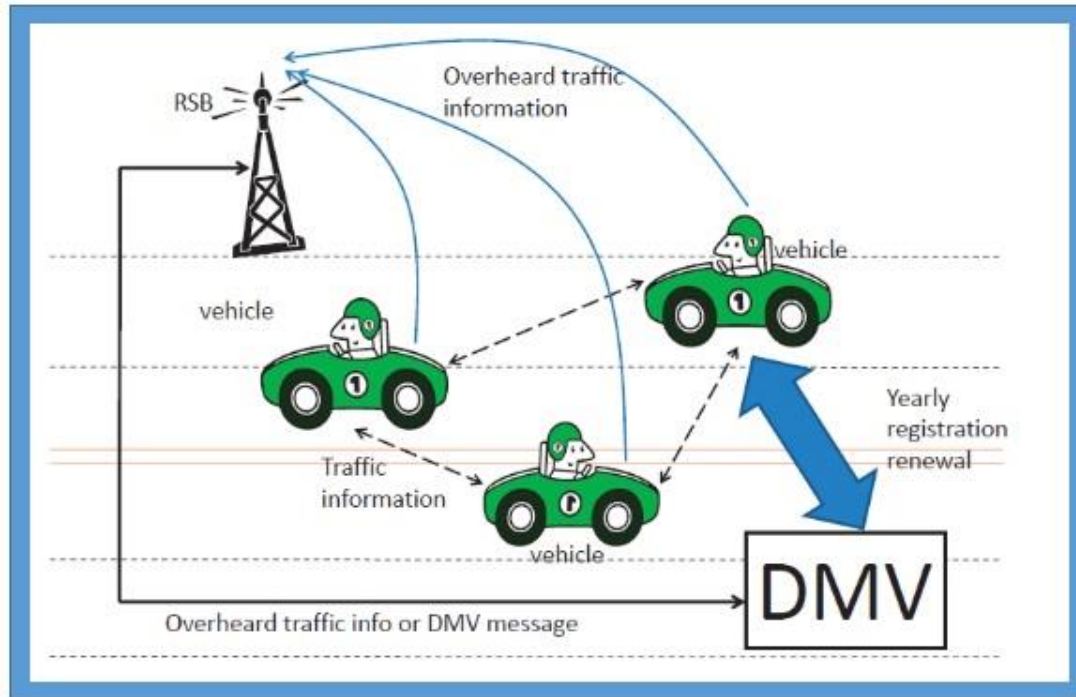 Overheard traffic
information
RSB
vehicle
vehicle
Yearly
registration
renewal
Traffic
information
vehicle
DMV
Overheard traffic info or DMV message